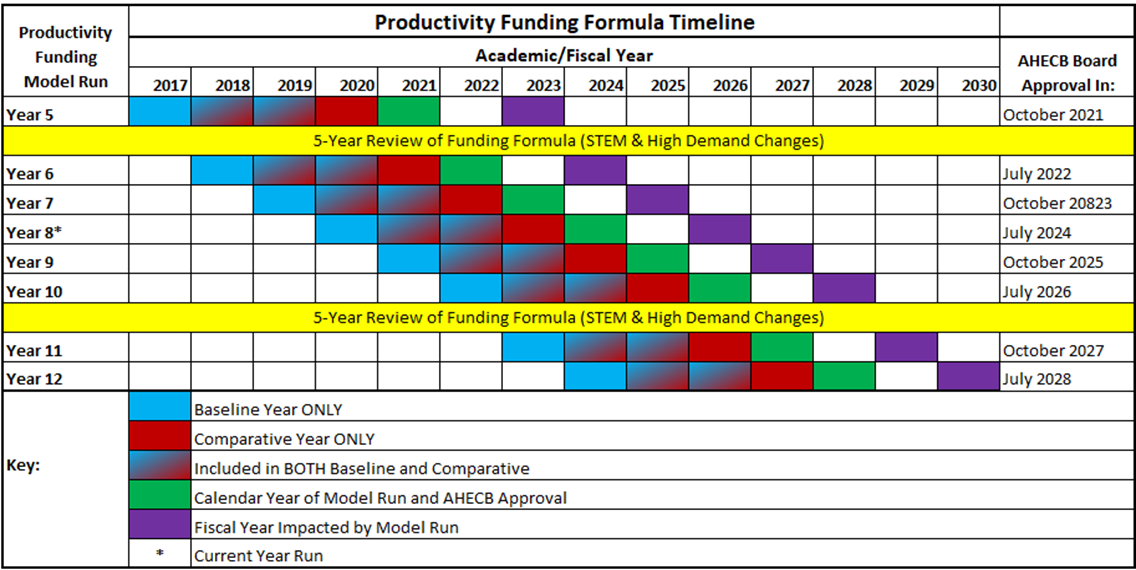 Productivity Funding Formula Timeline
Productivity
Funding
Model Run
Academic/Fiscal Year
AHECB Board
Approval In:
2017 2018 2019 2020 2021 2022 2023 2024 2025 2026 2027 2028 2029 2030
Year 5 October 2021
5-Year Review of Funding Formula (STEM & High Demand Changes)
Year 6 July 2022
Year 7 October 20823
Year 8* July 2024
Year 9 October 2025
Year 10 July 2026
5-Year Review of Funding Formula (STEM & High Demand Changes)
Year 11 October 2027
Year 12 July 2028
Key:
Baseline Year ONLY
Comparative Year ONLY
Included in BOTH Baseline and Comparative
Calendar Year of Model Run and AHECB Approval
Fiscal Year Impacted by Model Run
* Current Year Run